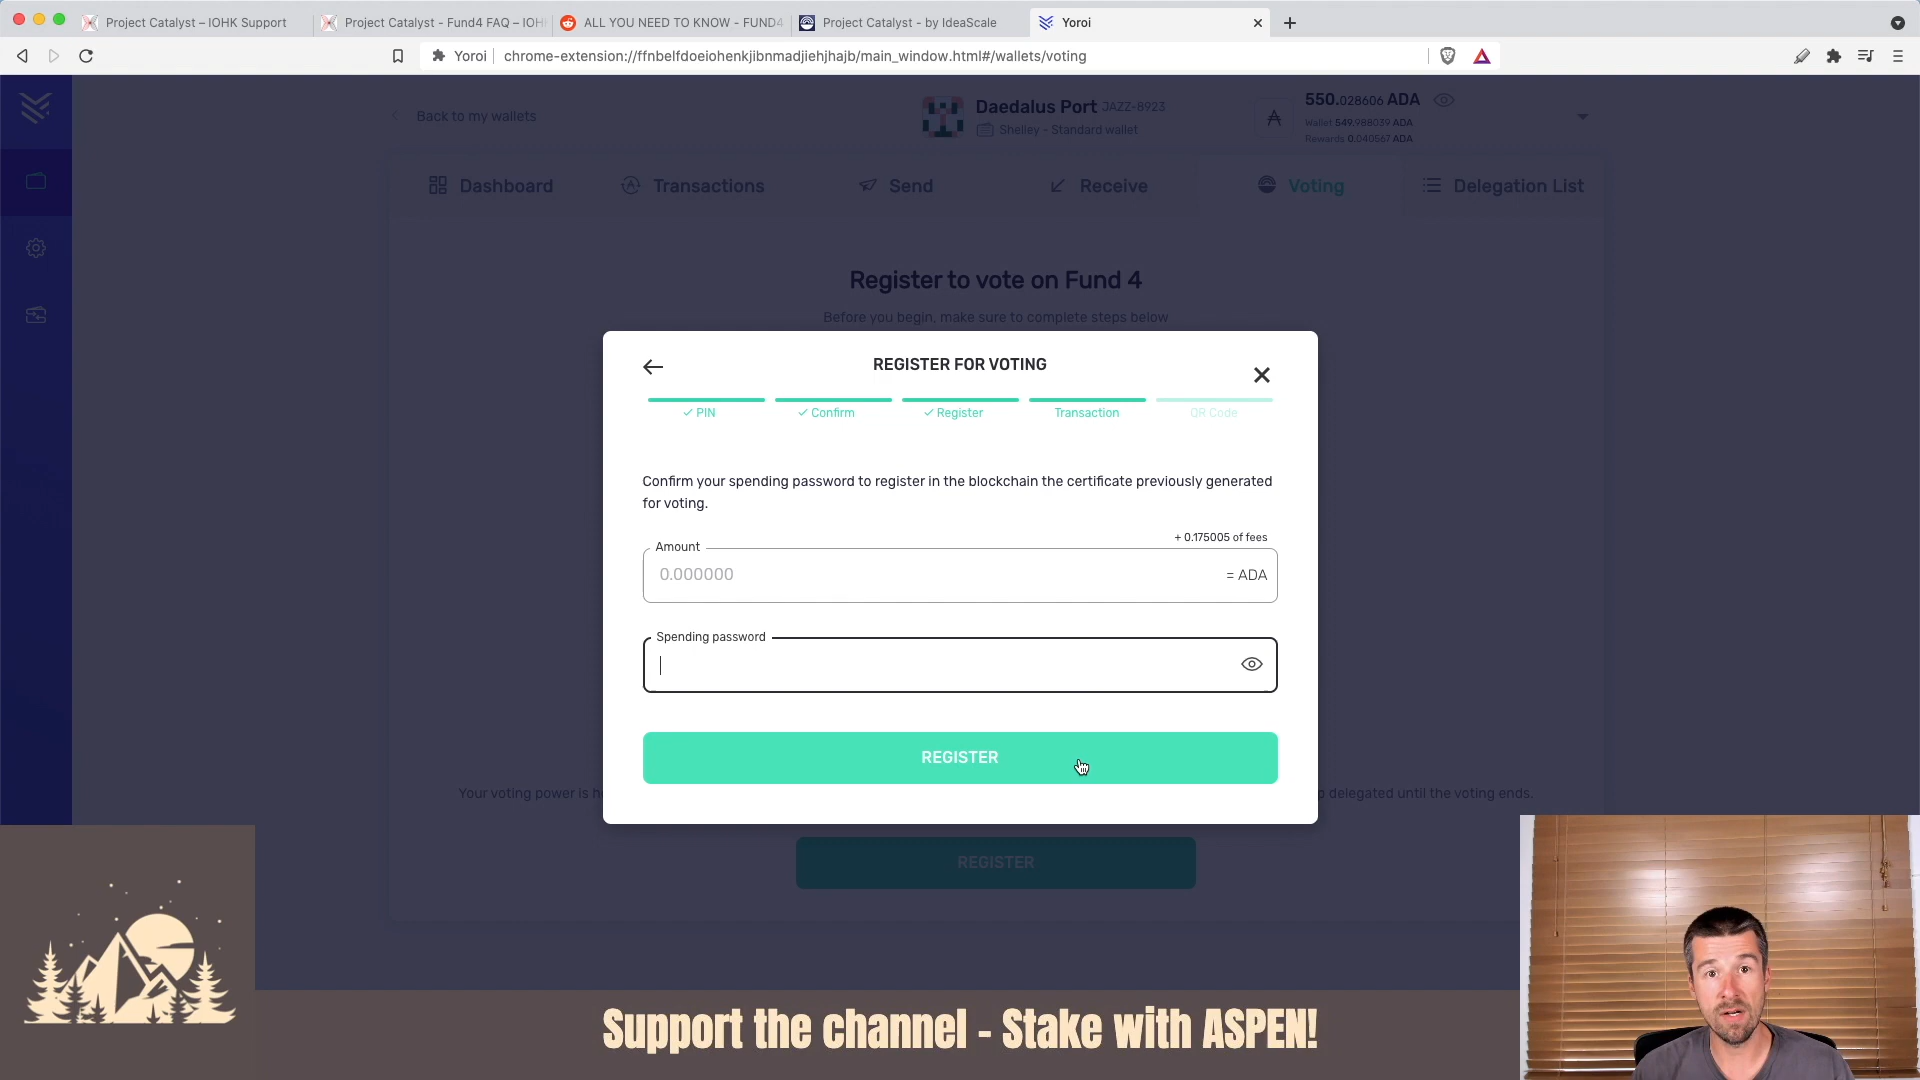 Project Catalyst – IOHK Support
Project Catalyst - Fund4 FAQ – IOH
ALL YOU NEED TO KNOW - FUND4
Project Catalyst - by IdeaScale
Yoroi
Yoroi
chrome-extension://ffnbelfdoeiohenkjibnmadjiehjhajb/main_window.html#/wallets/voting
Back to my wallets
Daedalus Port JAZZ-8923
Shelley - Standard wallet
550.028606 ADA
Wallet 549.988039 ADA
Rewards 0.040567 ADA
Dashboard
Transactions
Send
Receive
Voting
Delegation List
Register to vote on Fund 4
Before you begin, make sure to complete steps below
REGISTER FOR VOTING
PIN
Confirm
Register
Transaction
QR Code
Confirm your spending password to register in the blockchain the certificate previously generated
for voting.
+ 0.175005 of fees
Amount
0.000000
= ADA
Spending password
REGISTER
Your voting power is h
p delegated until the voting ends.
REGISTER
Support the channel - Stake with ASPEN!